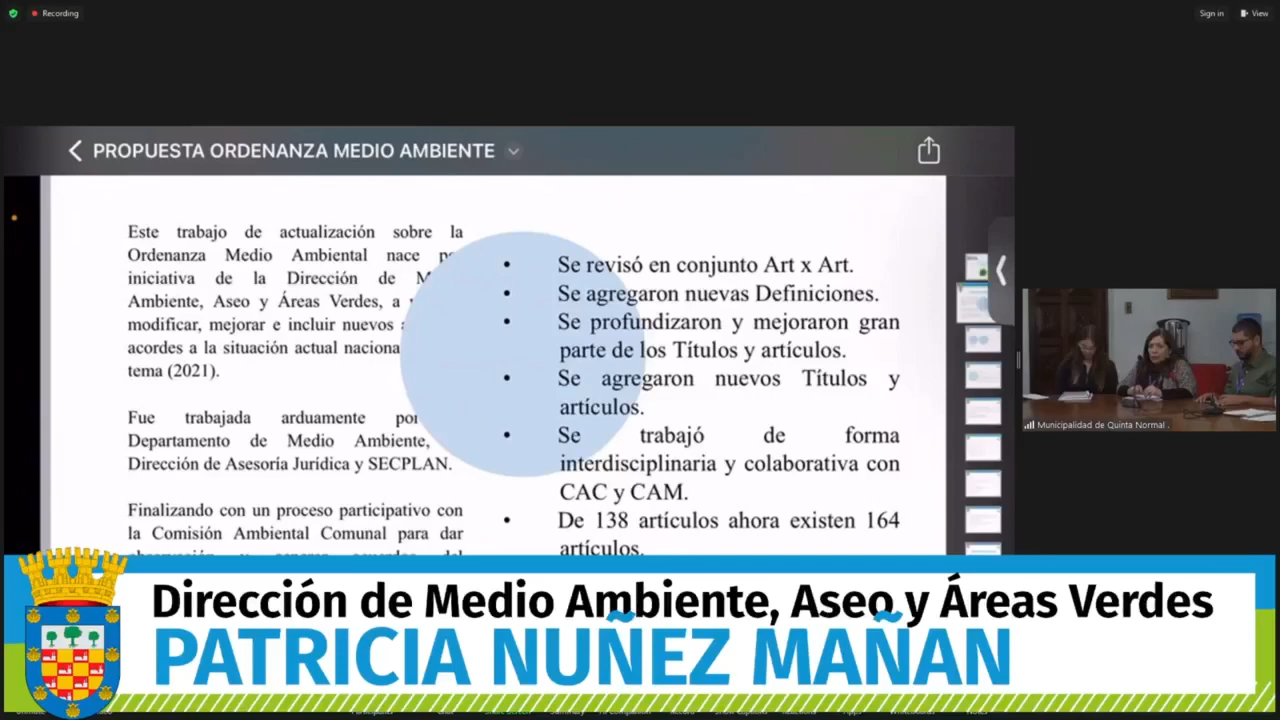 Recording
Sign in
View
PROPUESTA ORDENANZA MEDIO AMBIENTE
Este trabajo de actualización sobre la
Ordenanza Medio Ambiental nace
iniciativa de la Dirección de
Ambiente, Aseo y Áreas Verdes, a
modificar, mejorar e incluir nuevos
acordes a la situación actual
tema (2021).
Fue trabajada arduamente por
Departamento de Medio Ambiente,
Dirección de Asesoría Jurídica y SECPLAN.
Finalizando con un proceso participativo con
la Comisión Ambiental Comunal para dar
• Se revisó en conjunto Art x Art.
• Se agregaron nuevas Definiciones.
• Se profundizaron y mejoraron gran
parte de los Títulos y artículos.
• Se agregaron nuevos Títulos y
artículos.
• Se trabajó de forma
interdisciplinaria y colaborativa con
CAC y CAM.
• De 138 artículos ahora existen 164
artículos.
Municipalidad de Quinta Normal .
Dirección de Medio Ambiente, Aseo y Áreas Verdes
PATRICIA NUÑEZ MAÑAN